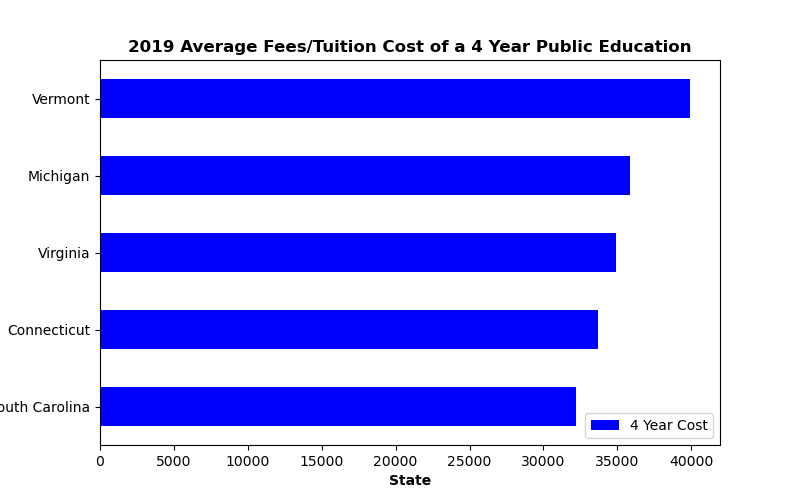 2019 Average Fees/Tuition Cost of a 4 Year Public Education
Vermont
Michigan
Virginia
Connecticut
outh Carolina
4 Year Cost
0 5000 10000 15000 20000 25000 30000 35000 40000
State